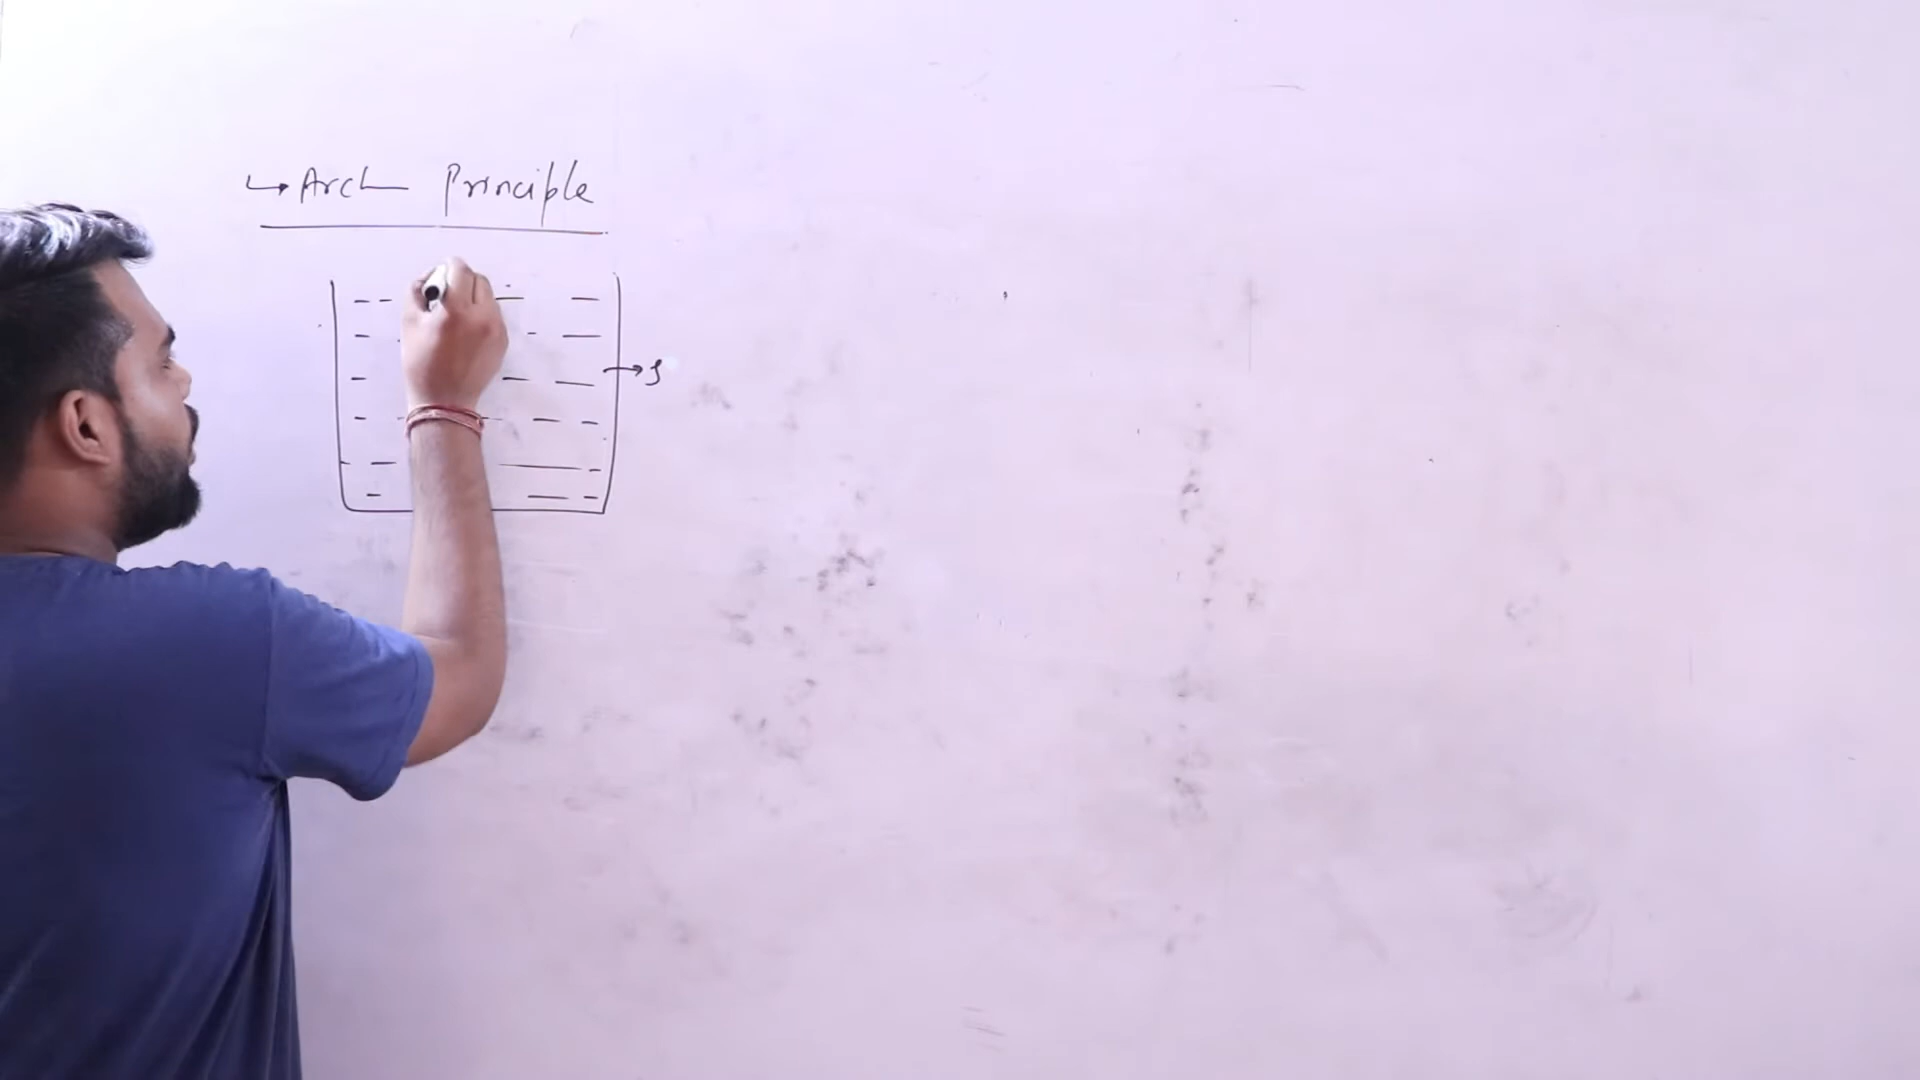 ↳ Arch Principle
→ ρ